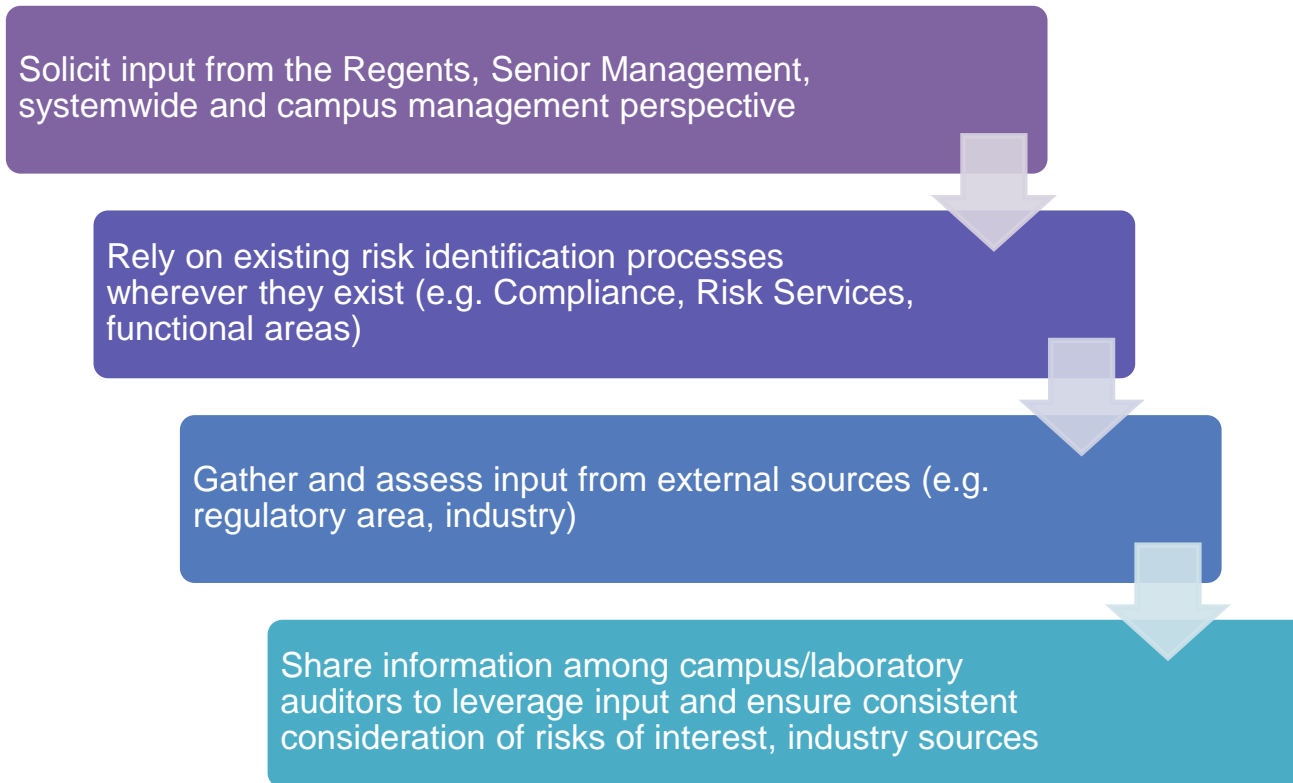 Solicit input from the Regents, Senior Management,
systemwide and campus management perspective
Rely on existing risk identification processes
wherever they exist (e.g. Compliance, Risk Services,
functional areas)
Gather and assess input from external sources (e.g.
regulatory area, industry)
Share information among campus/laboratory
auditors to leverage input and ensure consistent
consideration of risks of interest, industry sources